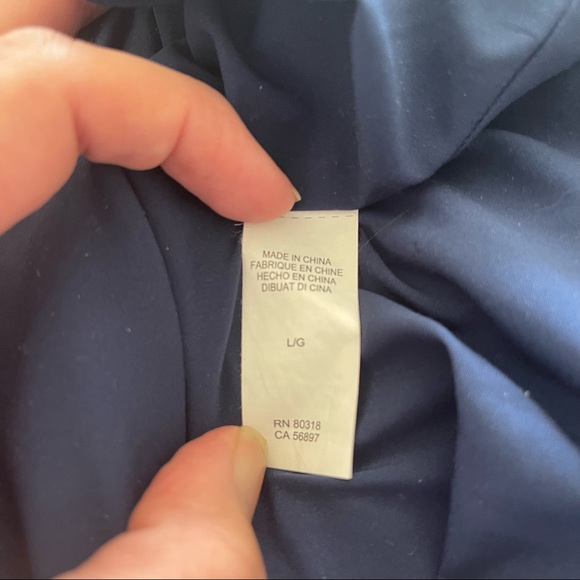 MADE IN CHINA
FABRIQUE EN CHINE
HECHO EN CHINA
DIBUAT DI CINA
L/G
RN 80318
CA 56897